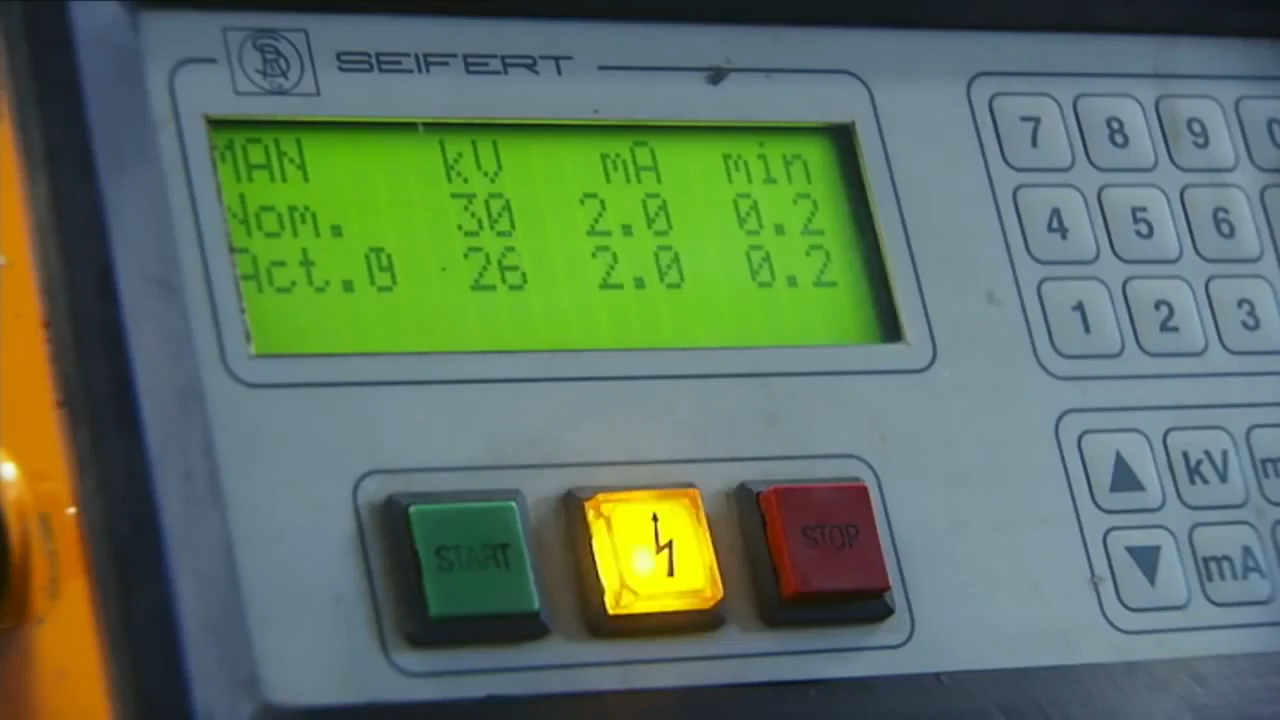 SEIFERT
MAN kV mA min
Nom. 30 2.0 0.2
Act. 26 2.0 0.2
START
STOP
7 8 9
4 5 6
1 2 3
kV
mA